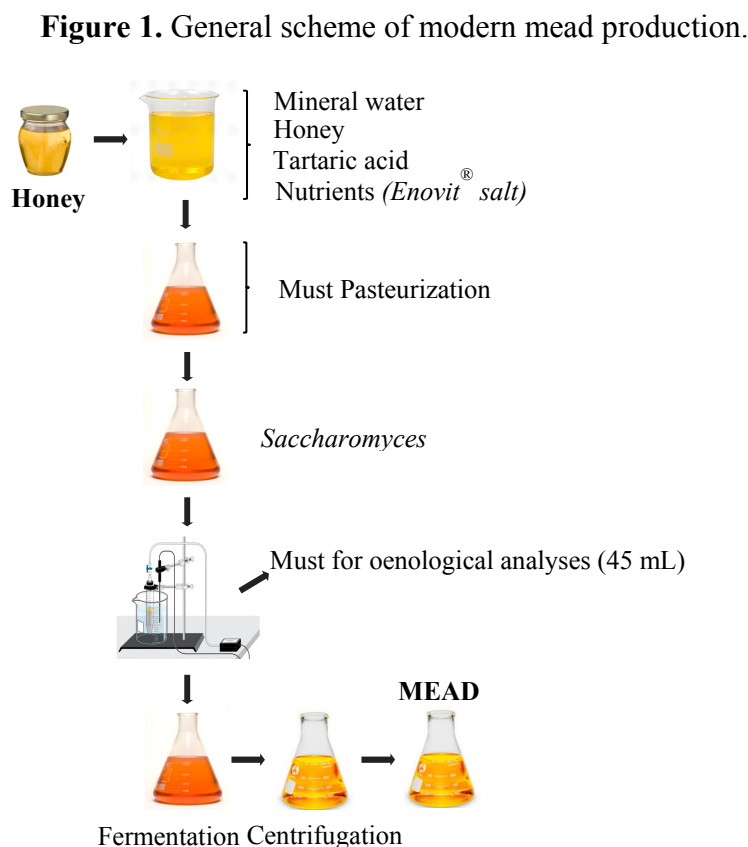 Figure 1. General scheme of modern mead production.
Mineral water
Honey
Tartaric acid
Nutrients (Enovit® salt)
Honey
Must Pasteurization
Saccharomyces
Must for oenological analyses (45 mL)
MEAD
Fermentation Centrifugation